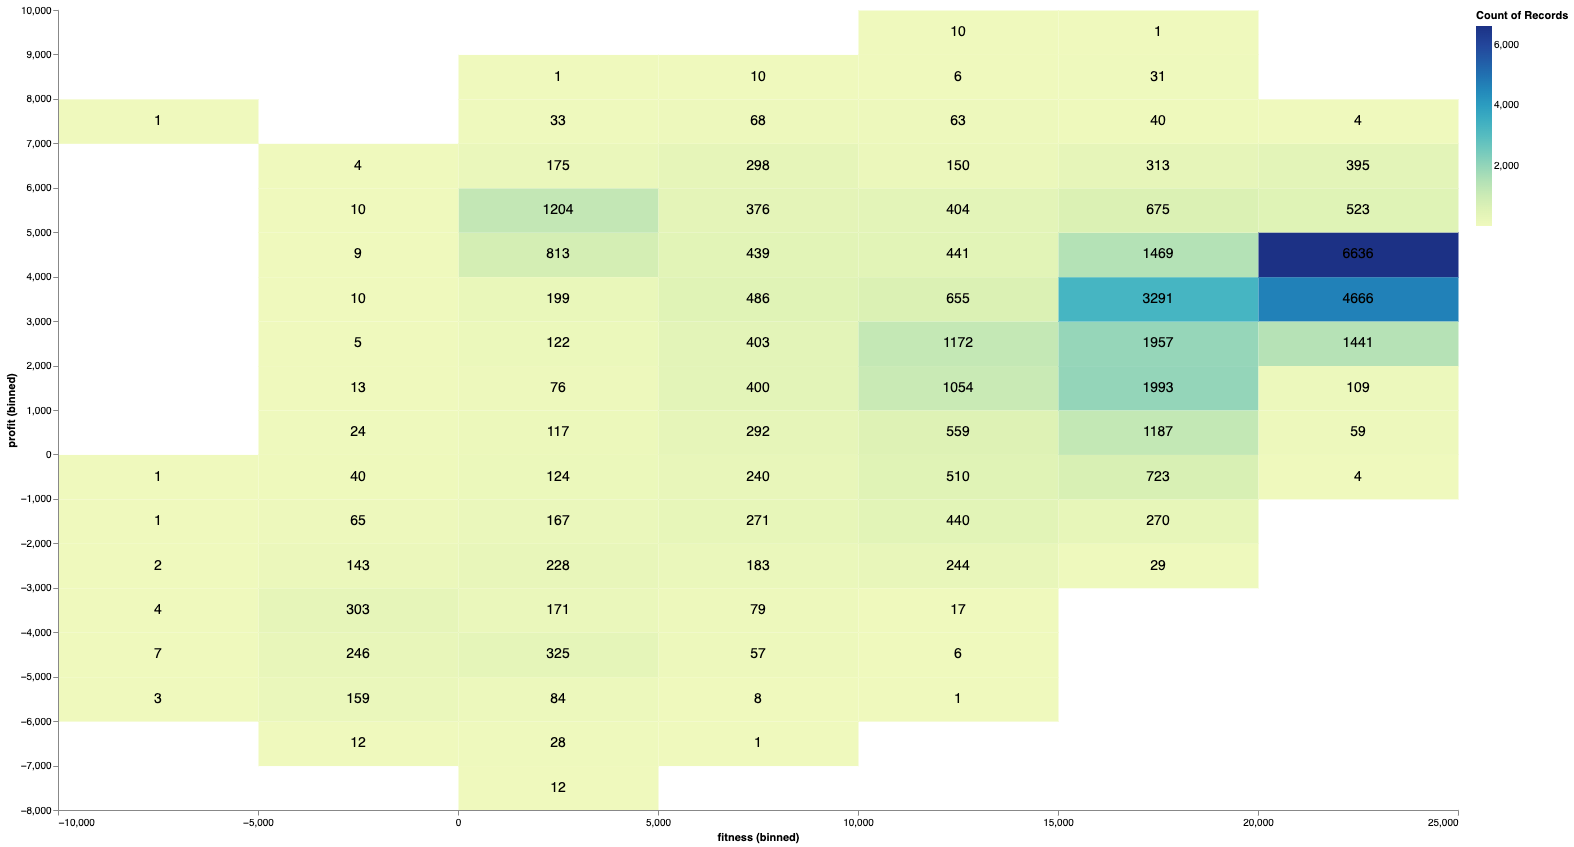 10,000
10 1
Count of Records
9,000
6,000
1 10 6 31
8,000
4,000
1 33 68 63 40 4
7,000
2,000
4 175 298 150 313 395
6,000
10 1204 376 404 675 523
5,000
9 813 439 441 1469 6636
4,000
10 199 486 655 3291 4666
3,000
5 122 403 1172 1957 1441
2,000
13 76 400 1054 1993 109
1,000
profit (binned)
24 117 292 559 1187 59
0
1 40 124 240 510 723 4
−1,000
1 65 167 271 440 270
−2,000
2 143 228 183 244 29
−3,000
4 303 171 79 17
−4,000
7 246 325 57 6
−5,000
3 159 84 8 1
−6,000
12 28 1
−7,000
12
−8,000
−10,000 −5,000 0 5,000 10,000 15,000 20,000 25,000
fitness (binned)